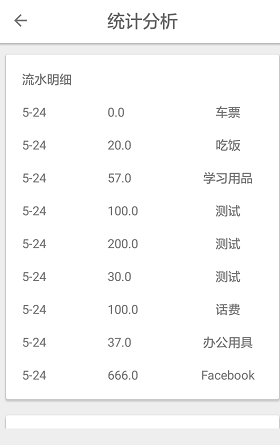 统计分析
流水明细
5-24 0.0 车票
5-24 20.0 吃饭
5-24 57.0 学习用品
5-24 100.0 测试
5-24 200.0 测试
5-24 30.0 测试
5-24 100.0 话费
5-24 37.0 办公用具
5-24 666.0 Facebook